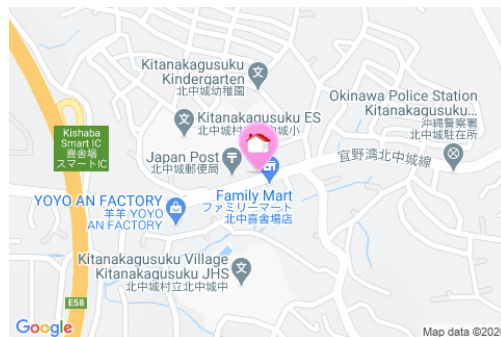 Kitanakagusuku
Kindergarten
北中城幼稚園
Okinawa Police Station
Kitanakagusuku...
沖縄警察署
北中城駐在所
Kitanakagusuku ES
北中城村
城小
Kishaba
Smart IC
喜舎場
スマートIC
Japan Post
北中城郵便局
宜野湾北中城線
Family Mart
ファミリーマート
北中喜舎場店
YOYO AN FACTORY
羊羊 YOYO
AN FACTORY
Kitanakagusuku Village
Kitanakagusuku JHS
北中城村立北中城中
E58
Google
Map data ©202